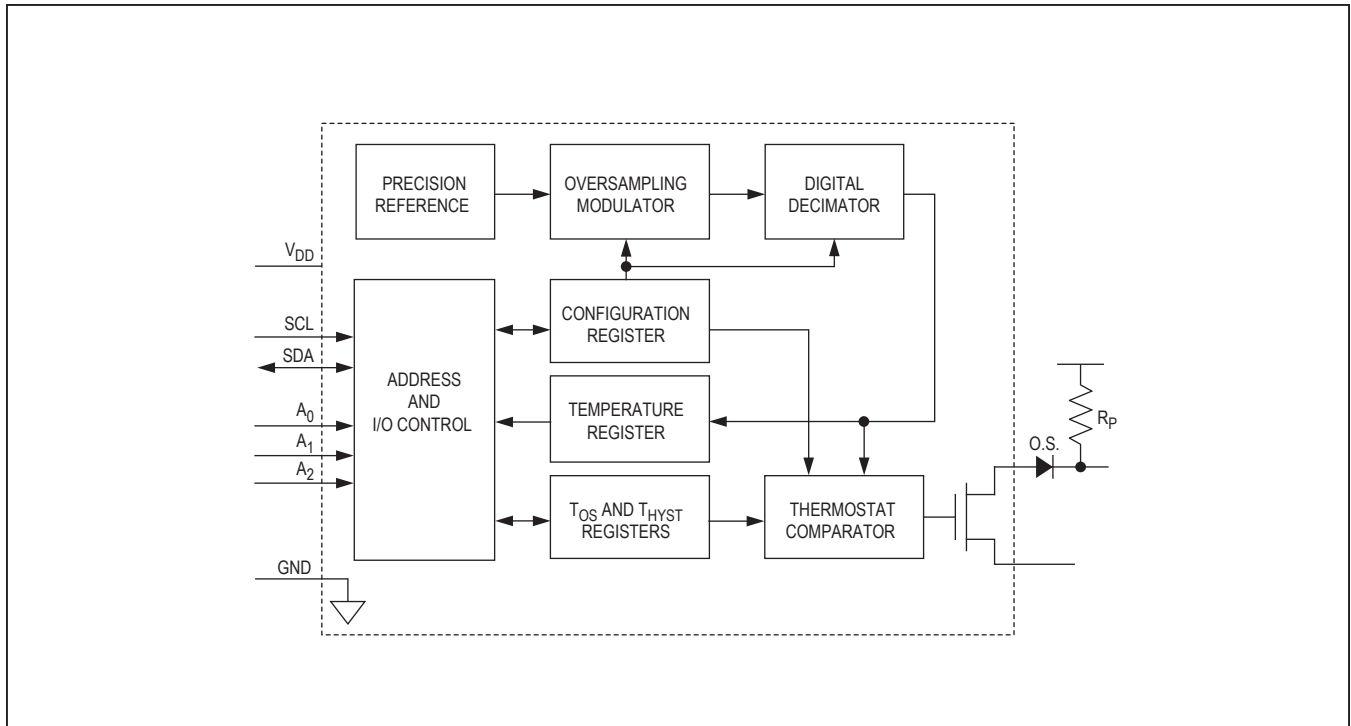 PRECISION
REFERENCE
OVERSAMPLING
MODULATOR
DIGITAL
DECIMATOR
VDD
SCL
SDA
A0
A1
A2
GND
ADDRESS
AND
I/O CONTROL
CONFIGURATION
REGISTER
TEMPERATURE
REGISTER
TOS AND THYST
REGISTERS
THERMOSTAT
COMPARATOR
O.S.
RP